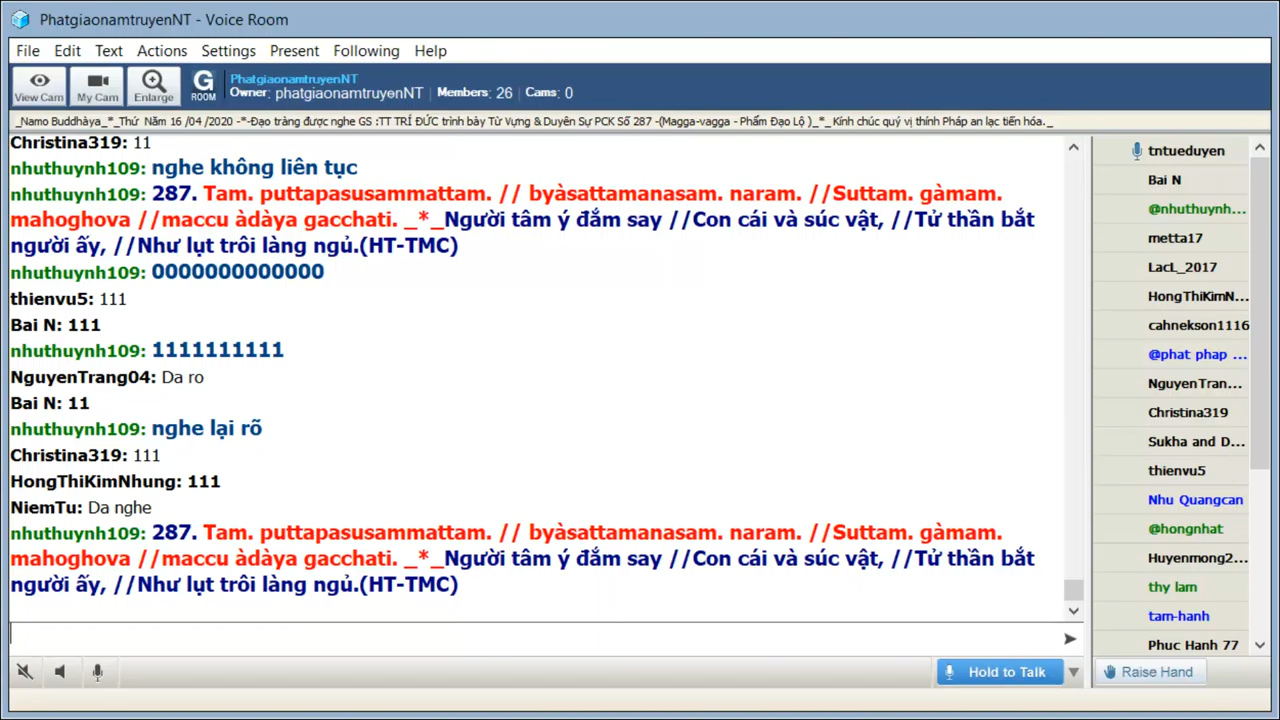 PhatgiaonamtruyenNT - Voice Room
File Edit Text Actions Settings Present Following Help
View Cam My Cam Enlarge G ROOM PhatgiaonamtruyenNT
Owner: phatgiaonamtruyenNT Members: 26 Cams: 0
_Namo Buddhàya_*_Thứ Năm 16 /04 /2020 -*-Đạo tràng được nghe GS :TT TRÍ ĐỨC trình bày Từ Vựng & Duyên Sự PCK Số 287 -(Magga-vagga - Phẩm Đạo Lộ )_*_ Kính chúc quý vị thính Pháp an lạc tiến hóa._
Christina319: 11
nhuthuynh109: nghe không liên tục
nhuthuynh109: 287. Tam. puttapasusammattam. // byàsattamanasam. naram. //Suttam. gàmam.
mahoghova //maccu àdàya gacchati. _*_Người tâm ý đắm say //Con cái và súc vật, //Tử thần bắt
người ấy, //Như lụt trôi làng ngủ.(HT-TMC)
nhuthuynh109: 0000000000000
thienvu5: 111
Bai N: 111
nhuthuynh109: 1111111111
NguyenTrang04: Da ro
Bai N: 11
nhuthuynh109: nghe lại rõ
Christina319: 111
HongThiKimNhung: 111
NiemTu: Da nghe
nhuthuynh109: 287. Tam. puttapasusammattam. // byàsattamanasam. naram. //Suttam. gàmam.
mahoghova //maccu àdàya gacchati. _*_Người tâm ý đắm say //Con cái và súc vật, //Tử thần bắt
người ấy, //Như lụt trôi làng ngủ.(HT-TMC)
tntueduyen
Bai N
@nhuthuynh...
metta17
LacL_2017
HongThiKimN...
cahnekson1116
@phat phap ...
NguyenTran...
Christina319
Sukha and D...
thienvu5
Nhu Quangcan
@hongnhat
Huyenmong2...
thy lam
tam-hanh
Phuc Hanh 77
Hold to Talk
Raise Hand